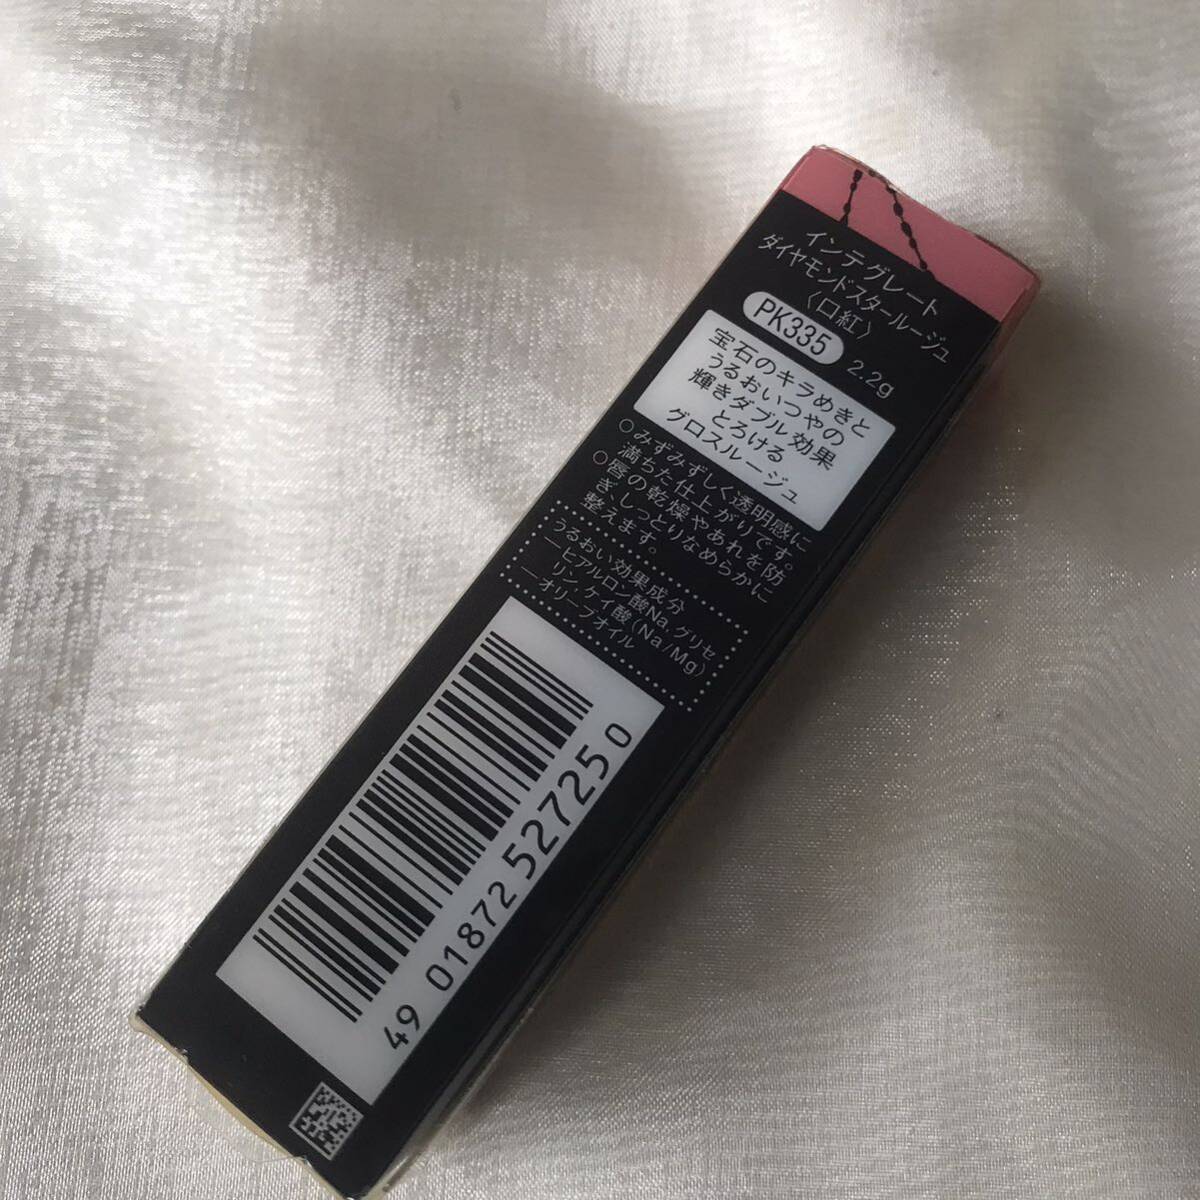 インテグレート
ダイヤモンドスタールージュ
〈口紅〉
PK335 2.2g
宝石のキラめきと
うるおいつやの
輝きダブル効果
とろける
グロスルージュ
○みずみずしく透明感に
満ちた仕上がりです。
○唇の乾燥やあれを防
ぎ、しっとりなめらかに
整えます。
うるおい効果成分
―ヒアルロン酸Na、グリセ
リン ケイ酸(Na/Mg)
―オリーブオイル
49 01872 52725 0